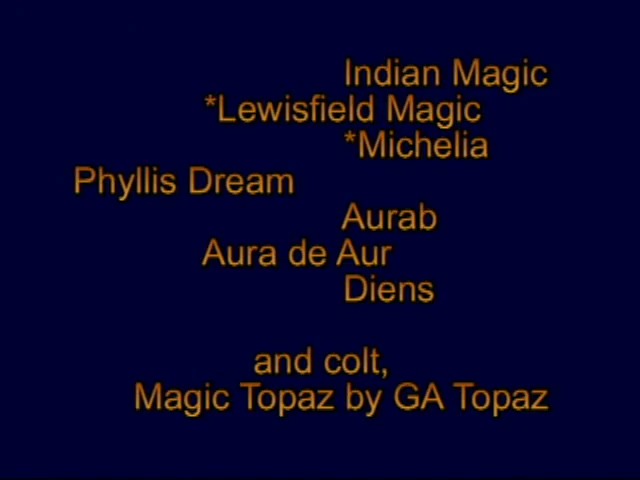 Indian Magic
*Lewisfield Magic
*Michelia
Phyllis Dream
Aurab
Aura de Aur
Diens
and colt,
Magic Topaz by GA Topaz